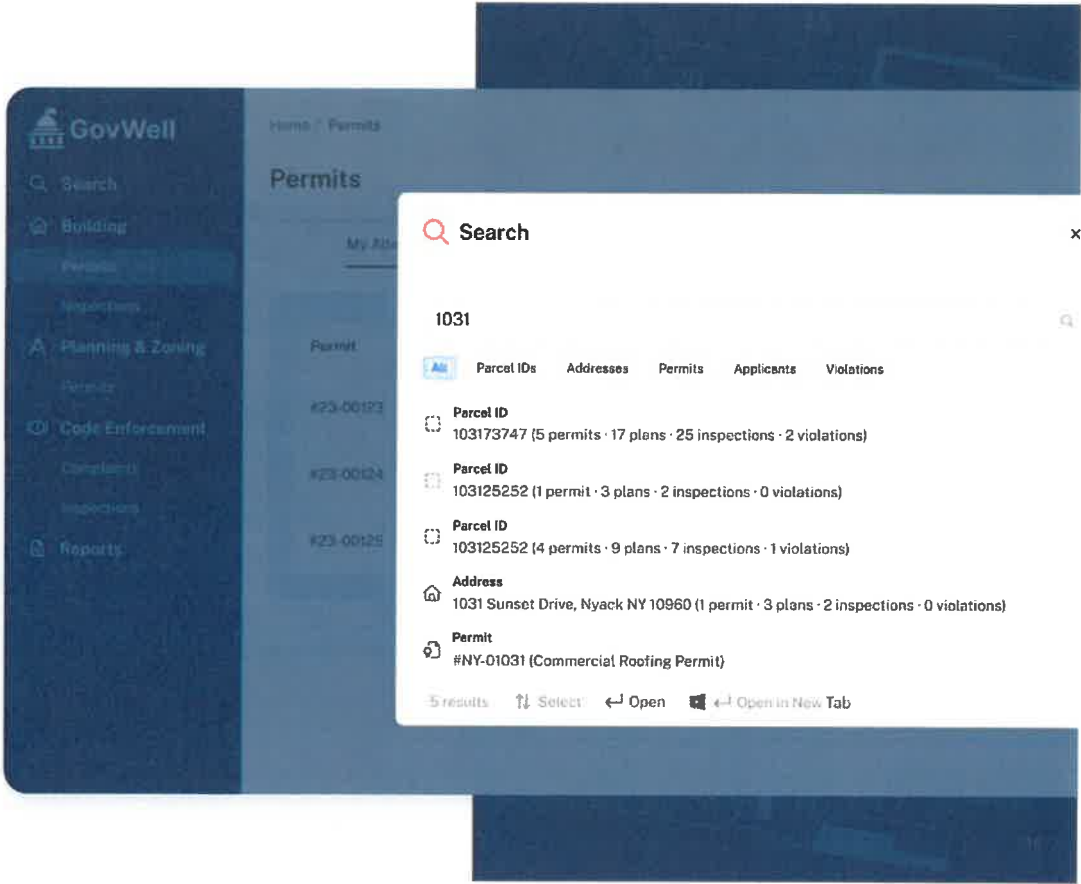 GovWell
Home / Permits
Search
Permits
Building
My
Permits
Inspections
Planning & Zoning
Permit
Permits
#23-00123
Code Enforcement
Complaints
#23-00124
Inspections
Reports
#23-00125
Search
×
1031
All Parcel IDs Addresses Permits Applicants Violations
Parcel ID
103173747 (5 permits · 17 plans · 25 inspections · 2 violations)
Parcel ID
103125252 (1 permit · 3 plans · 2 inspections · 0 violations)
Parcel ID
103125252 (4 permits · 9 plans · 7 inspections · 1 violations)
Address
1031 Sunset Drive, Nyack NY 10960 (1 permit · 3 plans · 2 inspections · 0 violations)
Permit
#NY-01031 (Commercial Roofing Permit)
5 results Select Open Open in New Tab